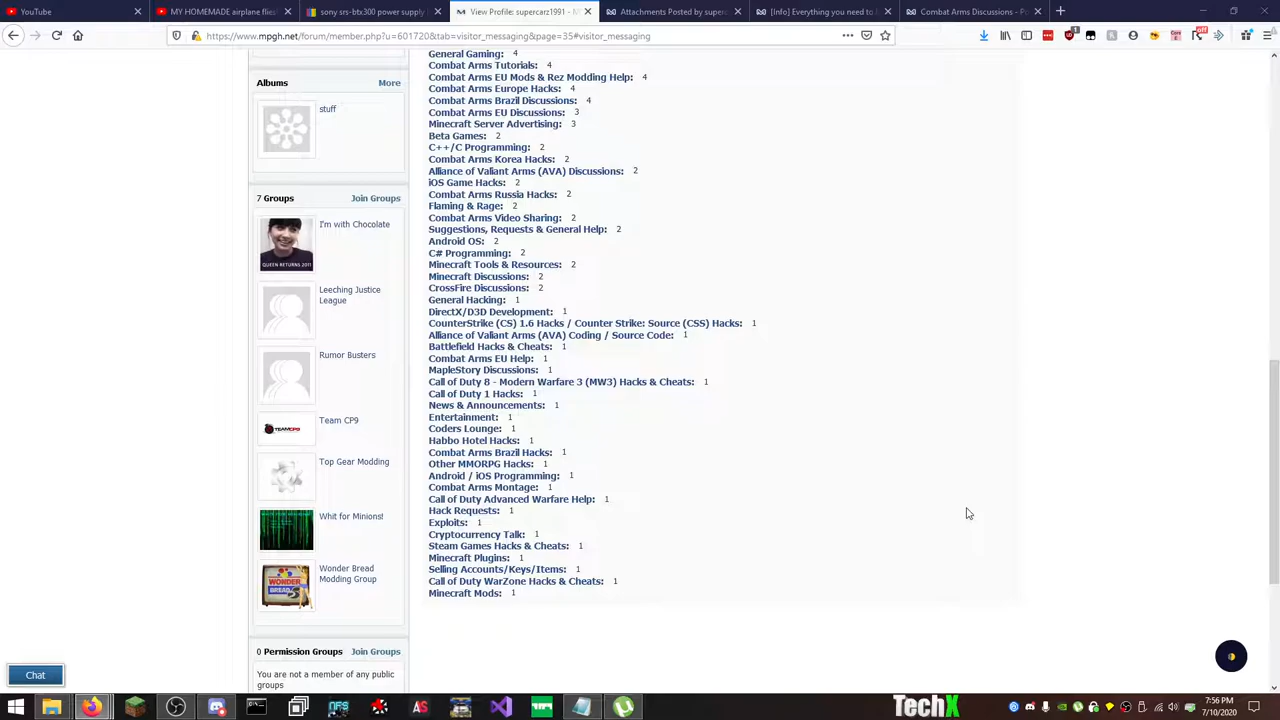 YouTube
MY HOMEMADE airplane flies
sony srs-btx300 power supply
View Profile: supercarz1991 - M
Attachments Posted by superc
[Info] Everything you need to l
Combat Arms Discussions - P
https://www.mpgh.net/forum/member.php?u=601720&tab=visitor_messaging&page=35#visitor_messaging
Albums More
stuff
7 Groups Join Groups
I'm with Chocolate
QUEEN RETURNS 2011
Leeching Justice
League
Rumor Busters
Team CP9
TEAMCP9
Top Gear Modding
Whit for Minions!
Wonder Bread
Modding Group
WONDER
BREAD
0 Permission Groups Join Groups
You are not a member of any public
groups
General Gaming: 4
Combat Arms Tutorials: 4
Combat Arms EU Mods & Rez Modding Help: 4
Combat Arms Europe Hacks: 4
Combat Arms Brazil Discussions: 4
Combat Arms EU Discussions: 3
Minecraft Server Advertising: 3
Beta Games: 2
C++/C Programming: 2
Combat Arms Korea Hacks: 2
Alliance of Valiant Arms (AVA) Discussions: 2
iOS Game Hacks: 2
Combat Arms Russia Hacks: 2
Flaming & Rage: 2
Combat Arms Video Sharing: 2
Suggestions, Requests & General Help: 2
Android OS: 2
C# Programming: 2
Minecraft Tools & Resources: 2
Minecraft Discussions: 2
CrossFire Discussions: 2
General Hacking: 1
DirectX/D3D Development: 1
CounterStrike (CS) 1.6 Hacks / Counter Strike: Source (CSS) Hacks: 1
Alliance of Valiant Arms (AVA) Coding / Source Code: 1
Battlefield Hacks & Cheats: 1
Combat Arms EU Help: 1
MapleStory Discussions: 1
Call of Duty 8 - Modern Warfare 3 (MW3) Hacks & Cheats: 1
Call of Duty 1 Hacks: 1
News & Announcements: 1
Entertainment: 1
Coders Lounge: 1
Habbo Hotel Hacks: 1
Combat Arms Brazil Hacks: 1
Other MMORPG Hacks: 1
Android / iOS Programming: 1
Combat Arms Montage: 1
Call of Duty Advanced Warfare Help: 1
Hack Requests: 1
Exploits: 1
Cryptocurrency Talk: 1
Steam Games Hacks & Cheats: 1
Minecraft Plugins: 1
Selling Accounts/Keys/Items: 1
Call of Duty WarZone Hacks & Cheats: 1
Minecraft Mods: 1
Chat
TechX
7:56 PM
7/10/2020